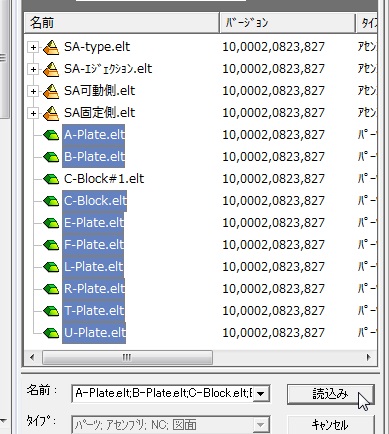 名前 ﾊﾞｰｼﾞｮﾝ ﾀｲﾌ
SA-type.elt 10,0002,0823,827 ｱｾﾝ
SA-ｴｼﾞｪｸｼｮﾝ.elt 10,0002,0823,827 ｱｾﾝ
SA可動側.elt 10,0002,0823,827 ｱｾﾝ
SA固定側.elt 10,0002,0823,827 ｱｾﾝ
A-Plate.elt 10,0002,0823,827 ﾊﾟｰ
B-Plate.elt 10,0002,0823,827 ﾊﾟｰ
C-Block#1.elt 10,0002,0823,827 ﾊﾟｰ
C-Block.elt 10,0002,0823,827 ﾊﾟｰ
E-Plate.elt 10,0002,0823,827 ﾊﾟｰ
F-Plate.elt 10,0002,0823,827 ﾊﾟｰ
L-Plate.elt 10,0002,0823,827 ﾊﾟｰ
R-Plate.elt 10,0002,0823,827 ﾊﾟｰ
T-Plate.elt 10,0002,0823,827 ﾊﾟｰ
U-Plate.elt 10,0002,0823,827 ﾊﾟｰ
名前： A-Plate.elt;B-Plate.elt;C-Block.elt;E 読込み
ﾀｲﾌﾟ: ﾊﾟｰﾂ; ｱｾﾝﾌﾞﾘ; NC; 図面 ｷｬﾝｾﾙ